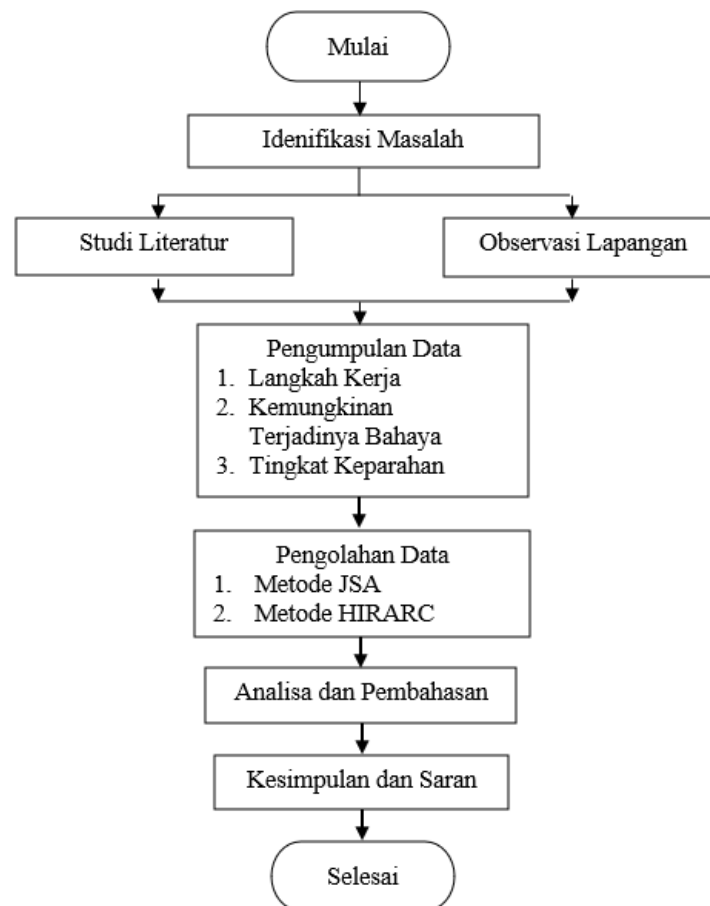 Mulai
Idenifikasi Masalah
Studi Literatur
Observasi Lapangan
Pengumpulan Data
1. Langkah Kerja
2. Kemungkinan
Terjadinya Bahaya
3. Tingkat Keparahan
Pengolahan Data
1. Metode JSA
2. Metode HIRARC
Analisa dan Pembahasan
Kesimpulan dan Saran
Selesai